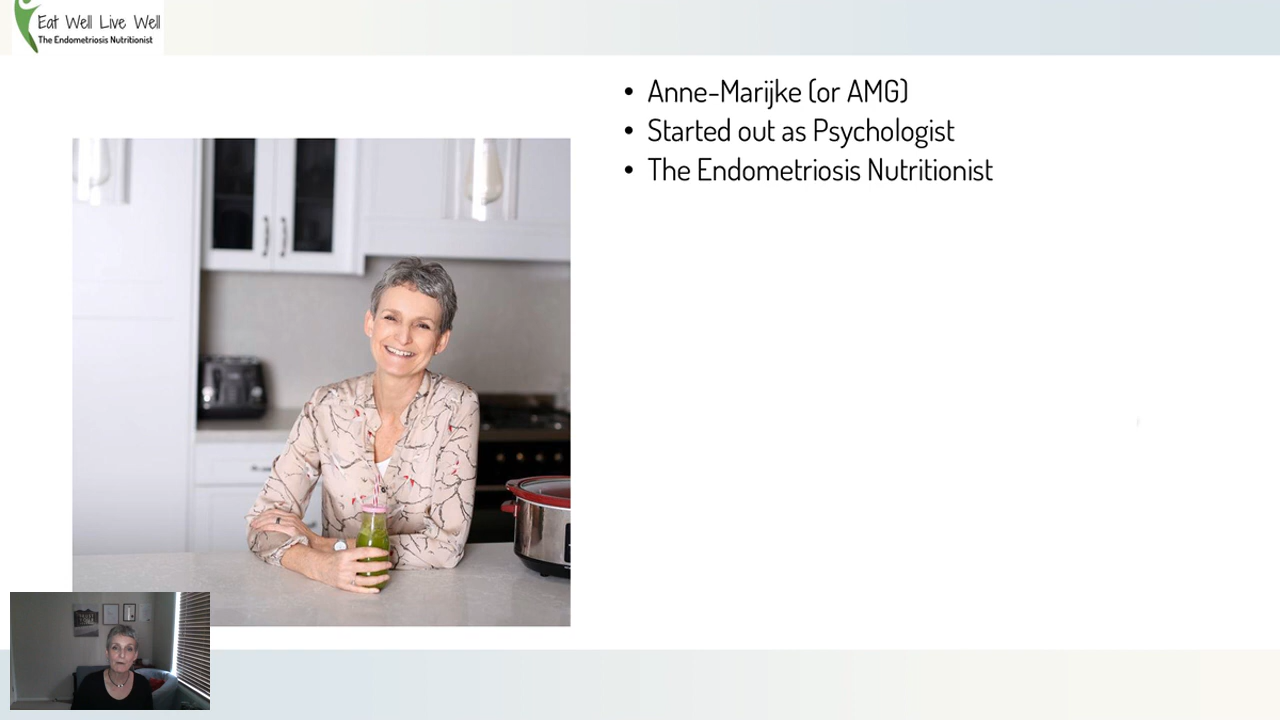 Eat Well Live Well
The Endometriosis Nutritionist
• Anne-Marijke (or AMG)
• Started out as Psychologist
• The Endometriosis Nutritionist